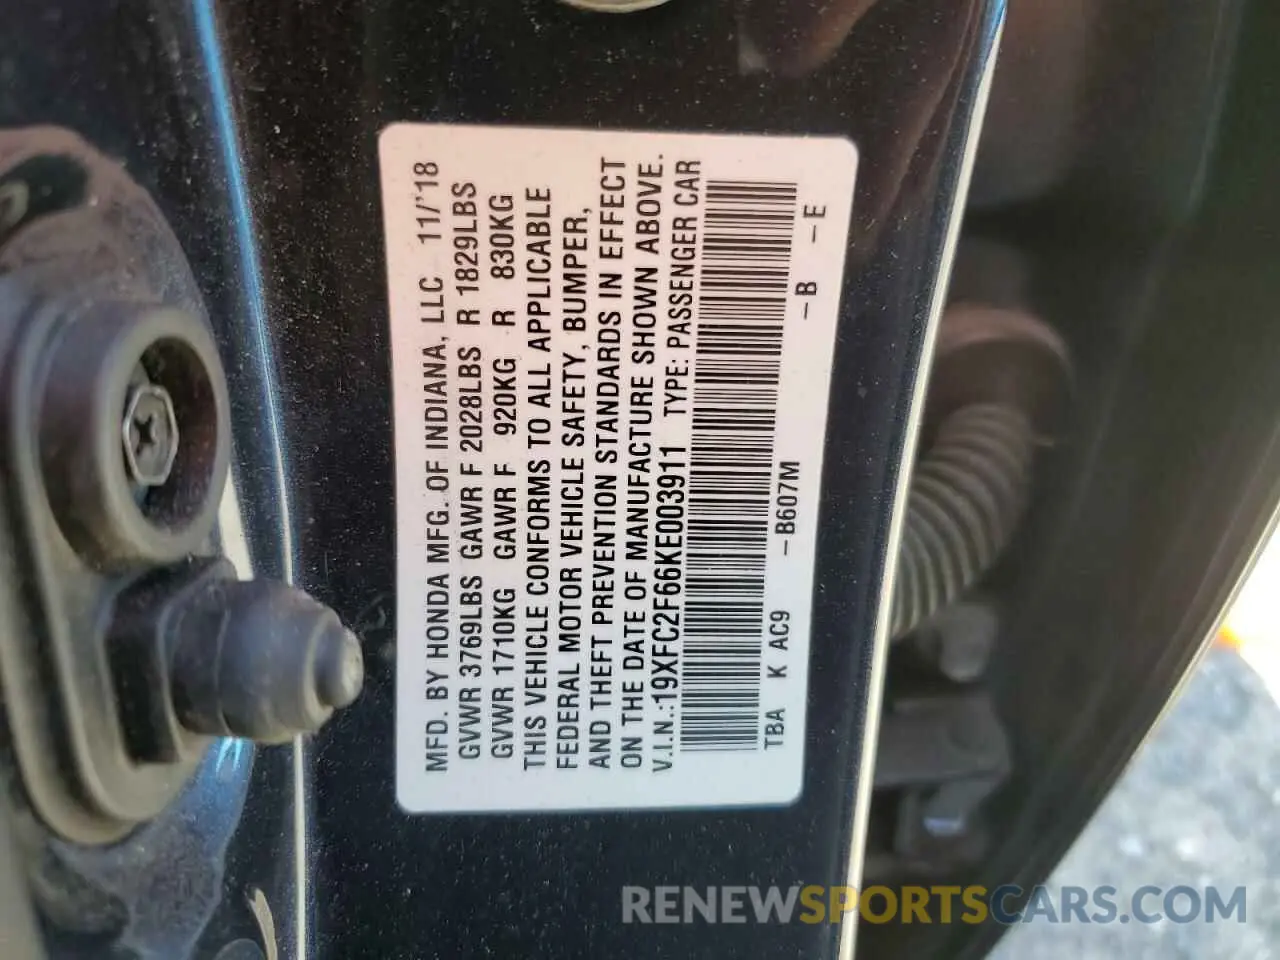 MFD. BY HONDA MFG. OF INDIANA, LLC 11/'18
GVWR 3769LBS GAWR F 2028LBS R 1829LBS
GVWR 1710KG GAWR F 920KG R 830KG
THIS VEHICLE CONFORMS TO ALL APPLICABLE
FEDERAL MOTOR VEHICLE SAFETY, BUMPER,
AND THEFT PREVENTION STANDARDS IN EFFECT
ON THE DATE OF MANUFACTURE SHOWN ABOVE.
V.I.N.:19XFC2F66KE003911 TYPE: PASSENGER CAR
TBA K AC9 -B607M -B -E
RENEWSPORTSCARS.COM